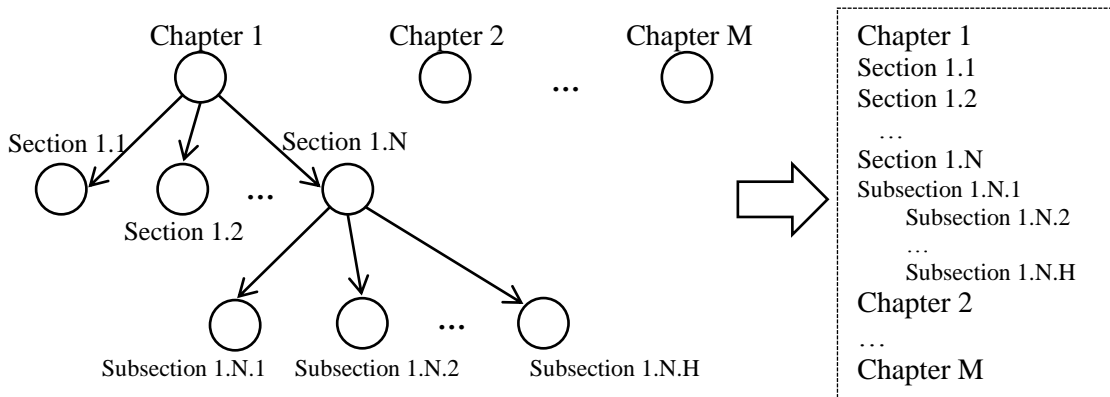 Chapter 1
Chapter 2
Chapter M
...
Section 1.1
Section 1.N
...
Section 1.2
...
Subsection 1.N.1
Subsection 1.N.2
Subsection 1.N.H
Chapter 1
Section 1.1
Section 1.2
...
Section 1.N
Subsection 1.N.1
Subsection 1.N.2
...
Subsection 1.N.H
Chapter 2
...
Chapter M